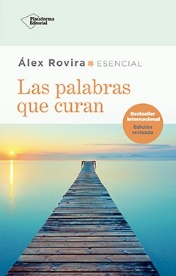 Plataforma
Editorial
Álex Rovira ESENCIAL
Las palabras
que curan
Bestseller
internacional
Edición
revisada